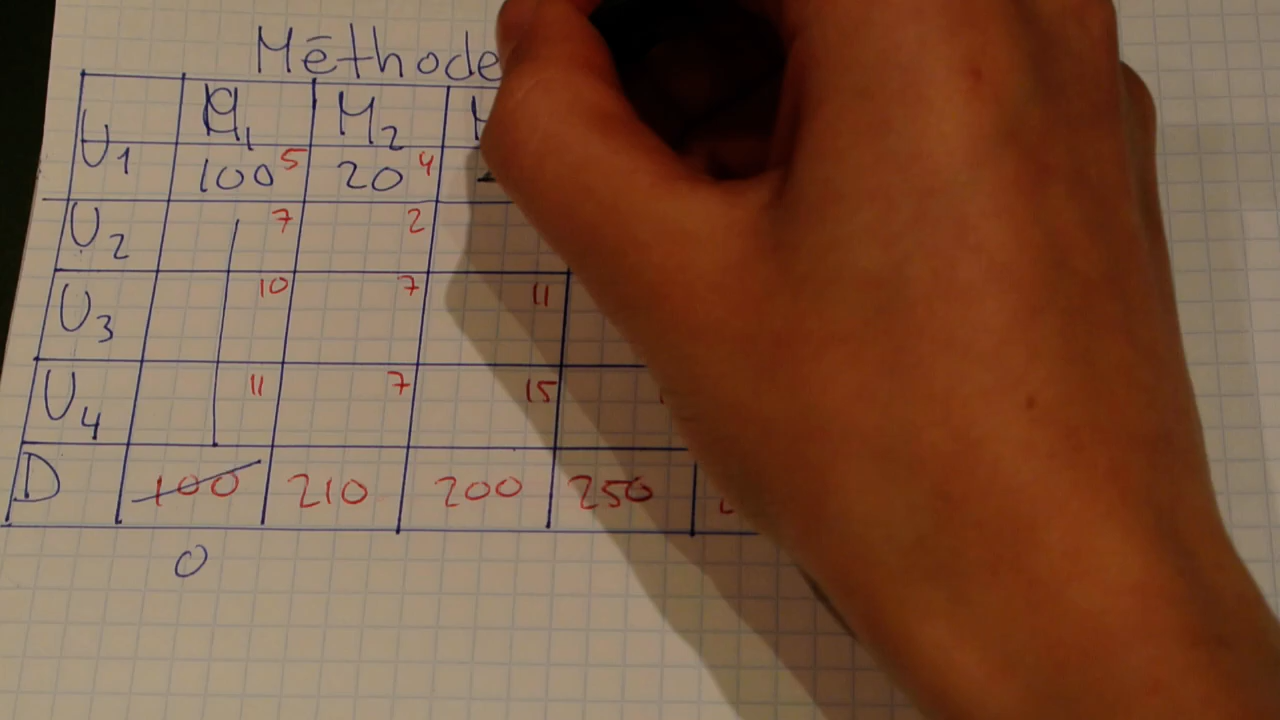 Méthode
M1 M2
U1 100 5 20 4
U2 7 2
U3 10 7 11
U4 11 7 15
D 100 210 200 250
0